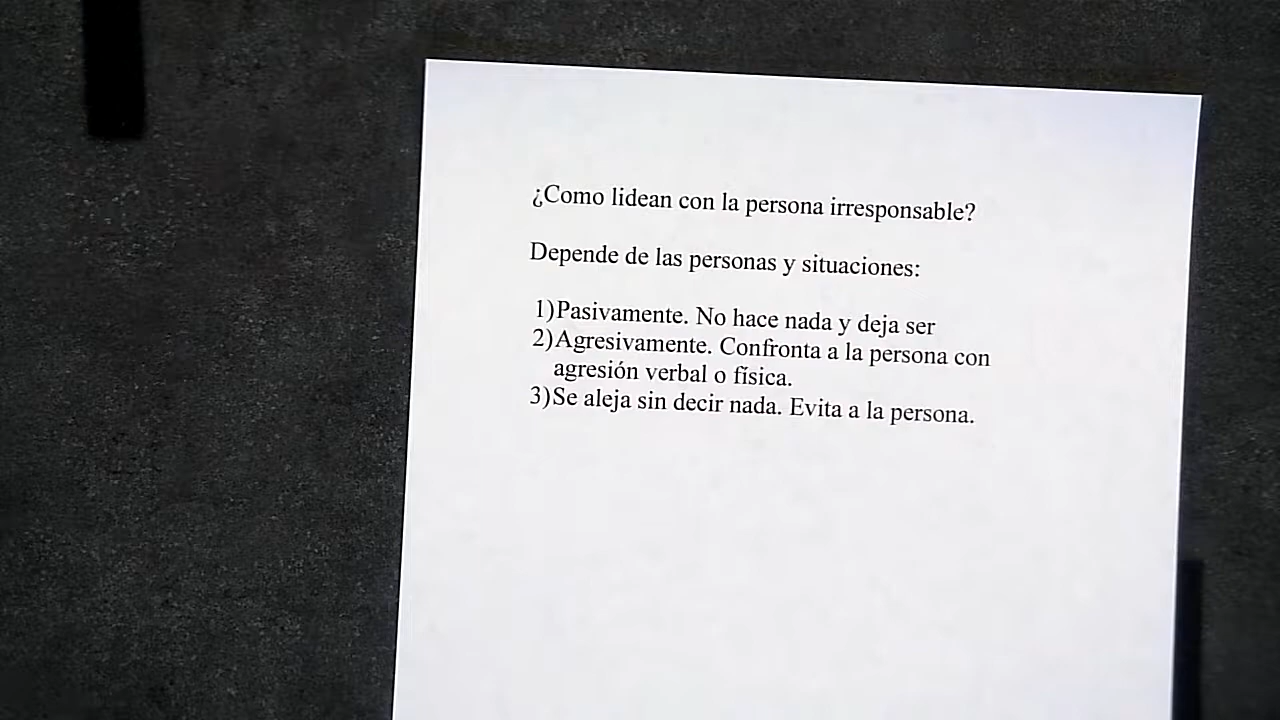 ¿Como lidean con la persona irresponsable?
Depende de las personas y situaciones:
1)Pasivamente. No hace nada y deja ser
2)Agresivamente. Confronta a la persona con
agresión verbal o física.
3)Se aleja sin decir nada. Evita a la persona.